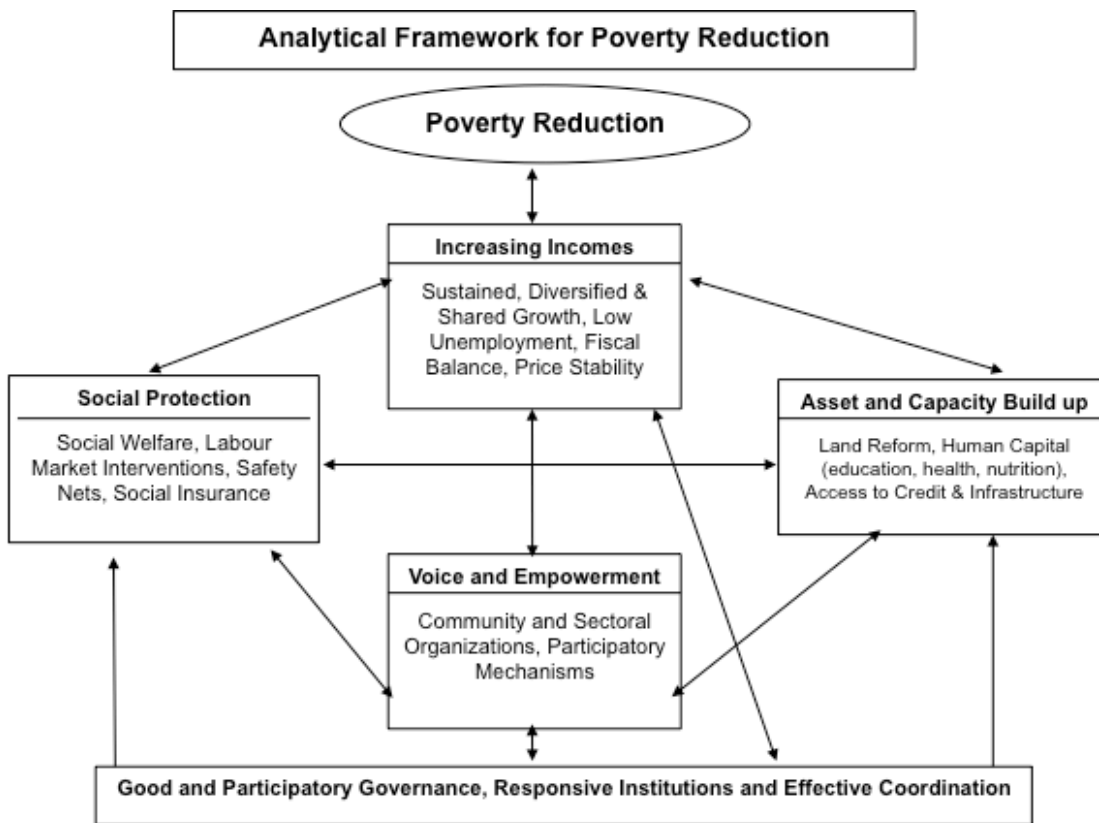 Analytical Framework for Poverty Reduction
Poverty Reduction
Increasing Incomes
Sustained, Diversified &
Shared Growth, Low
Unemployment, Fiscal
Balance, Price Stability
Social Protection
Social Welfare, Labour
Market Interventions, Safety
Nets, Social Insurance
Asset and Capacity Build up
Land Reform, Human Capital
(education, health, nutrition),
Access to Credit & Infrastructure
Voice and Empowerment
Community and Sectoral
Organizations, Participatory
Mechanisms
Good and Participatory Governance, Responsive Institutions and Effective Coordination